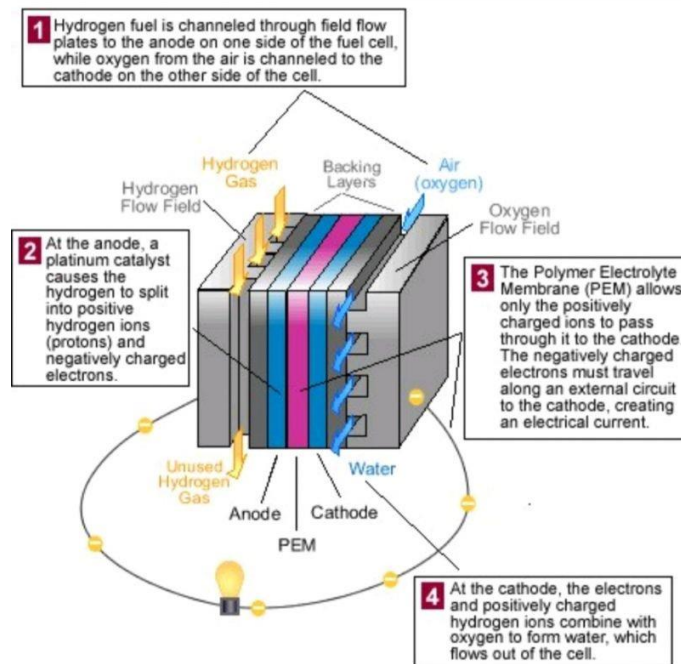 1 Hydrogen fuel is channeled through field flow
plates to the anode on one side of the fuel cell,
while oxygen from the air is channeled to the
cathode on the other side of the cell.
Hydrogen
Gas
Backing
Layers
Air
(oxygen)
Hydrogen
Flow Field
Oxygen
Flow Field
2 At the anode, a
platinum catalyst
causes the
hydrogen to split
into positive
hydrogen ions
(protons) and
negatively charged
electrons.
3 The Polymer Electrolyte
Membrane (PEM) allows
only the positively
charged ions to pass
through it to the cathode.
The negatively charged
electrons must travel
along an external circuit
to the cathode, creating
an electrical current.
Unused
Hydrogen
Gas
Water
Anode
Cathode
PEM
4 At the cathode, the electrons
and positively charged
hydrogen ions combine with
oxygen to form water, which
flows out of the cell.